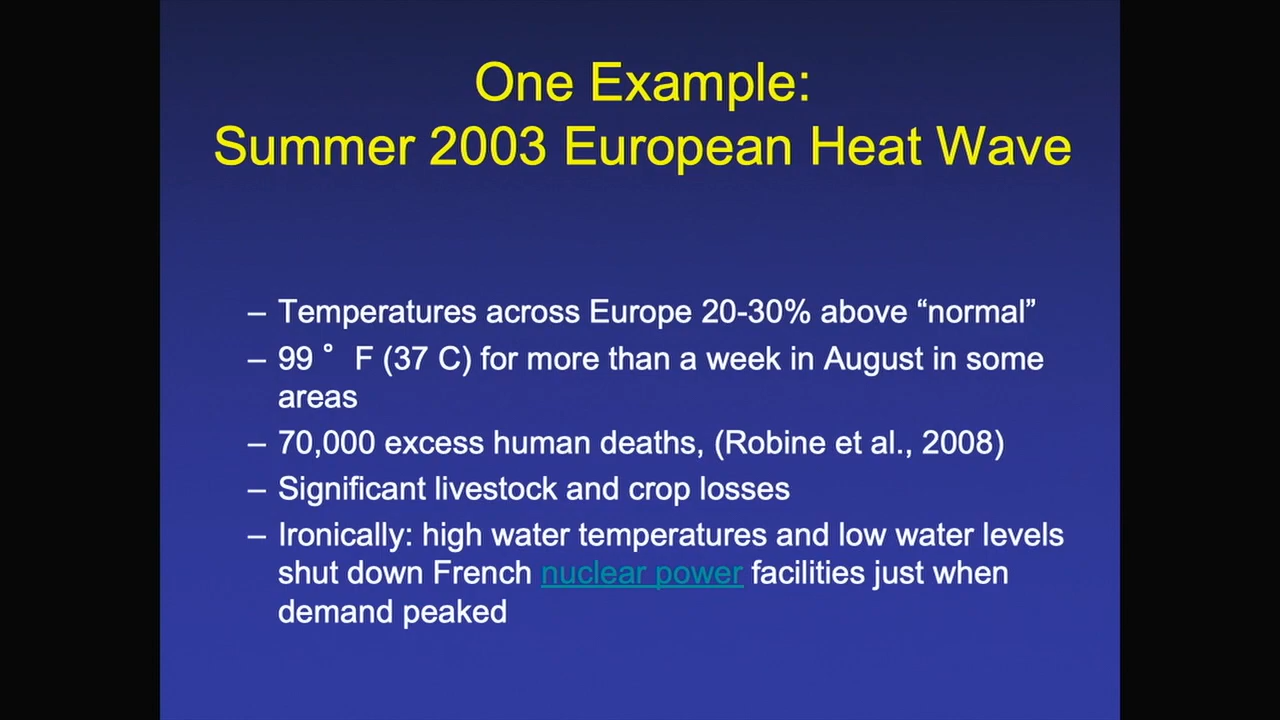 One Example:
Summer 2003 European Heat Wave
– Temperatures across Europe 20-30% above “normal”
– 99 ° F (37 C) for more than a week in August in some
areas
– 70,000 excess human deaths, (Robine et al., 2008)
– Significant livestock and crop losses
– Ironically: high water temperatures and low water levels
shut down French nuclear power facilities just when
demand peaked